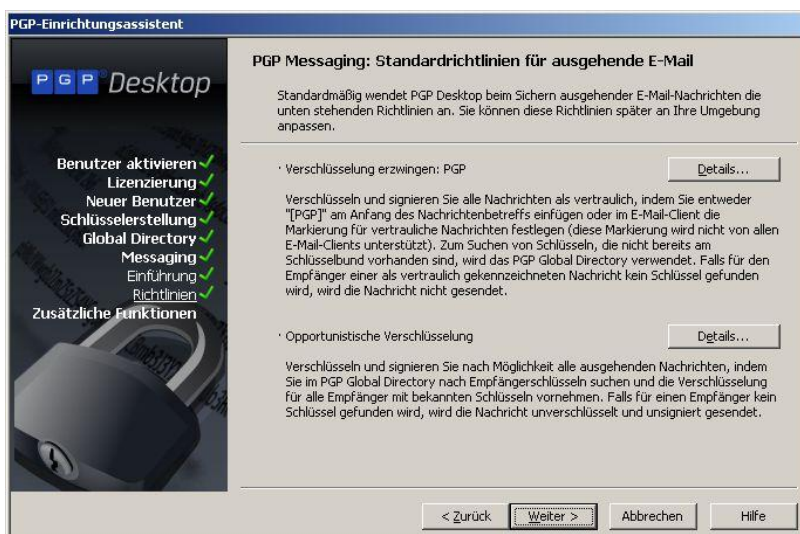 PGP-Einrichtungsassistent
PGP Desktop
Benutzer aktivieren
Lizenzierung
Neuer Benutzer
Schlüsselerstellung
Global Directory
Messaging
Einführung
Richtlinien
Zusätzliche Funktionen
PGP Messaging: Standardrichtlinien für ausgehende E-Mail
Standardmäßig wendet PGP Desktop beim Sichern ausgehender E-Mail-Nachrichten die
unten stehenden Richtlinien an. Sie können diese Richtlinien später an Ihre Umgebung
anpassen.
· Verschlüsselung erzwingen: PGP
Details...
Verschlüsseln und signieren Sie alle Nachrichten als vertraulich, indem Sie entweder
"[PGP]" am Anfang des Nachrichtenbetreffs einfügen oder im E-Mail-Client die
Markierung für vertrauliche Nachrichten festlegen (diese Markierung wird nicht von allen
E-Mail-Clients unterstützt). Zum Suchen von Schlüsseln, die nicht bereits am
Schlüsselbund vorhanden sind, wird das PGP Global Directory verwendet. Falls für den
Empfänger einer als vertraulich gekennzeichneten Nachricht kein Schlüssel gefunden
wird, wird die Nachricht nicht gesendet.
· Opportunistische Verschlüsselung
Details...
Verschlüsseln und signieren Sie nach Möglichkeit alle ausgehenden Nachrichten, indem
Sie im PGP Global Directory nach Empfängerschlüsseln suchen und die Verschlüsselung
für alle Empfänger mit bekannten Schlüsseln vornehmen. Falls für einen Empfänger kein
Schlüssel gefunden wird, wird die Nachricht unverschlüsselt und unsigniert gesendet.
< Zurück
Weiter >
Abbrechen
Hilfe